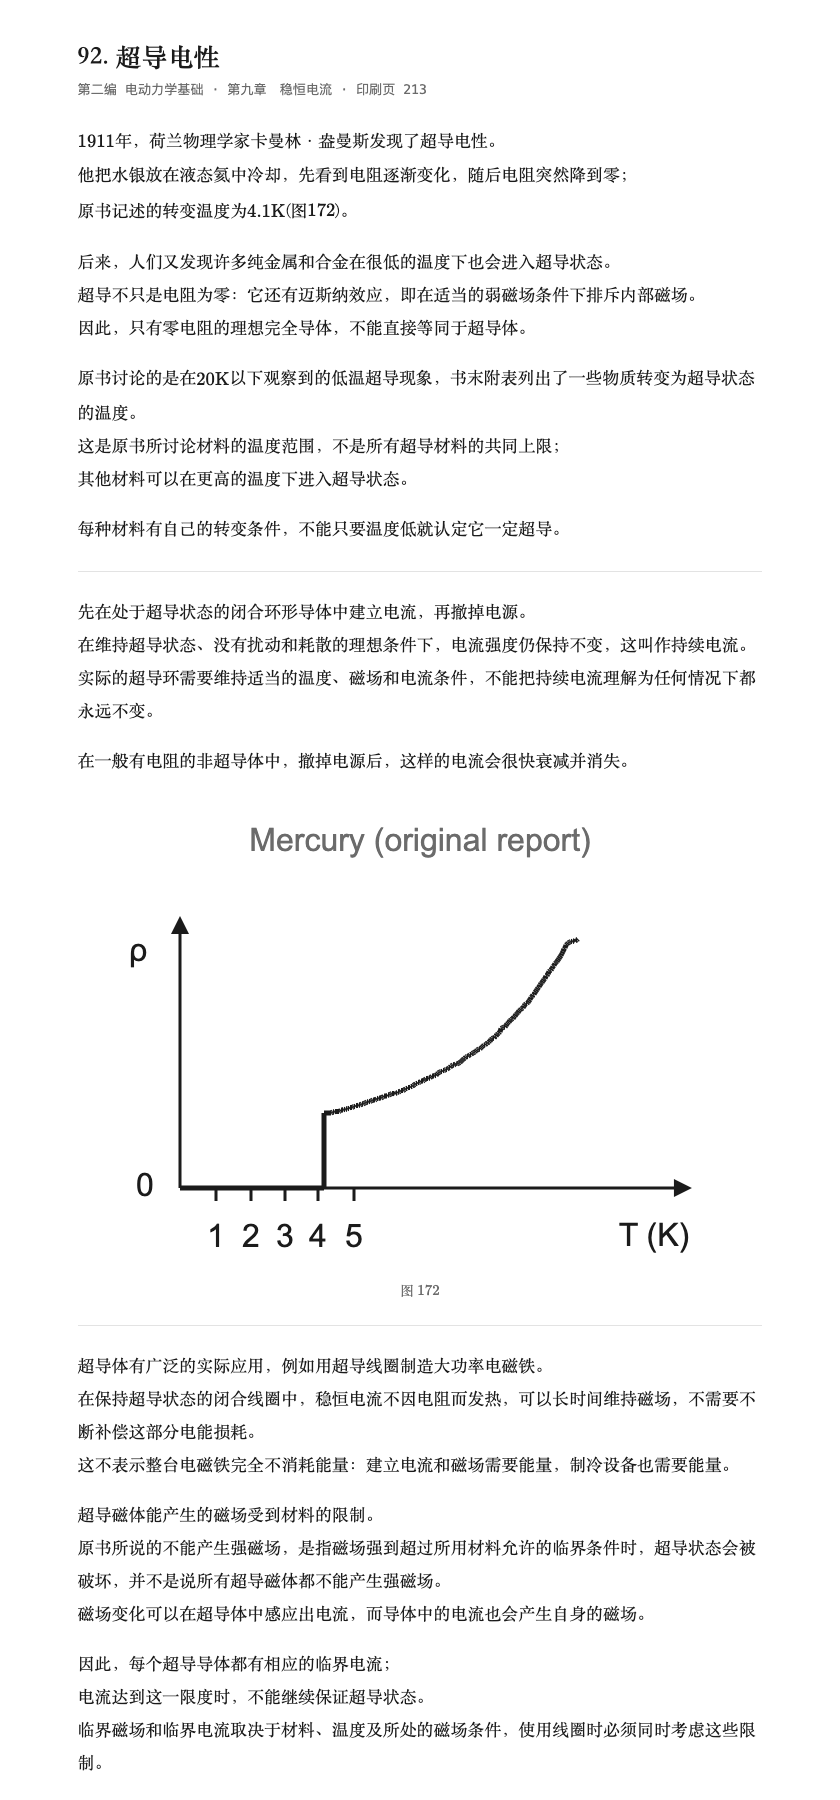 92. 超导电性
第二编 电动力学基础 · 第九章 稳恒电流 · 印刷页 213
1911年，荷兰物理学家卡曼林 · 盎曼斯发现了超导电性。
他把水银放在液态氦中冷却，先看到电阻逐渐变化，随后电阻突然降到零；
原书记述的转变温度为4.1K(图172)。
后来，人们又发现许多纯金属和合金在很低的温度下也会进入超导状态。
超导不只是电阻为零：它还有迈斯纳效应，即在适当的弱磁场条件下排斥内部磁场。
因此，只有零电阻的理想完全导体，不能直接等同于超导体。
原书讨论的是在20K以下观察到的低温超导现象，书末附表列出了一些物质转变为超导状态
的温度。
这是原书所讨论材料的温度范围，不是所有超导材料的共同上限；
其他材料可以在更高的温度下进入超导状态。
每种材料有自己的转变条件，不能只要温度低就认定它一定超导。
先在处于超导状态的闭合环形导体中建立电流，再撤掉电源。
在维持超导状态、没有扰动和耗散的理想条件下，电流强度仍保持不变，这叫作持续电流。
实际的超导环需要维持适当的温度、磁场和电流条件，不能把持续电流理解为任何情况下都
永远不变。
在一般有电阻的非超导体中，撤掉电源后，这样的电流会很快衰减并消失。
Mercury (original report)
ρ
0
1 2 3 4 5 T (K)
图 172
超导体有广泛的实际应用，例如用超导线圈制造大功率电磁铁。
在保持超导状态的闭合线圈中，稳恒电流不因电阻而发热，可以长时间维持磁场，不需要不
断补偿这部分电能损耗。
这不表示整台电磁铁完全不消耗能量：建立电流和磁场需要能量，制冷设备也需要能量。
超导磁体能产生的磁场受到材料的限制。
原书所说的不能产生强磁场，是指磁场强到超过所用材料允许的临界条件时，超导状态会被
破坏，并不是说所有超导磁体都不能产生强磁场。
磁场变化可以在超导体中感应出电流，而导体中的电流也会产生自身的磁场。
因此，每个超导导体都有相应的临界电流；
电流达到这一限度时，不能继续保证超导状态。
临界磁场和临界电流取决于材料、温度及所处的磁场条件，使用线圈时必须同时考虑这些限
制。